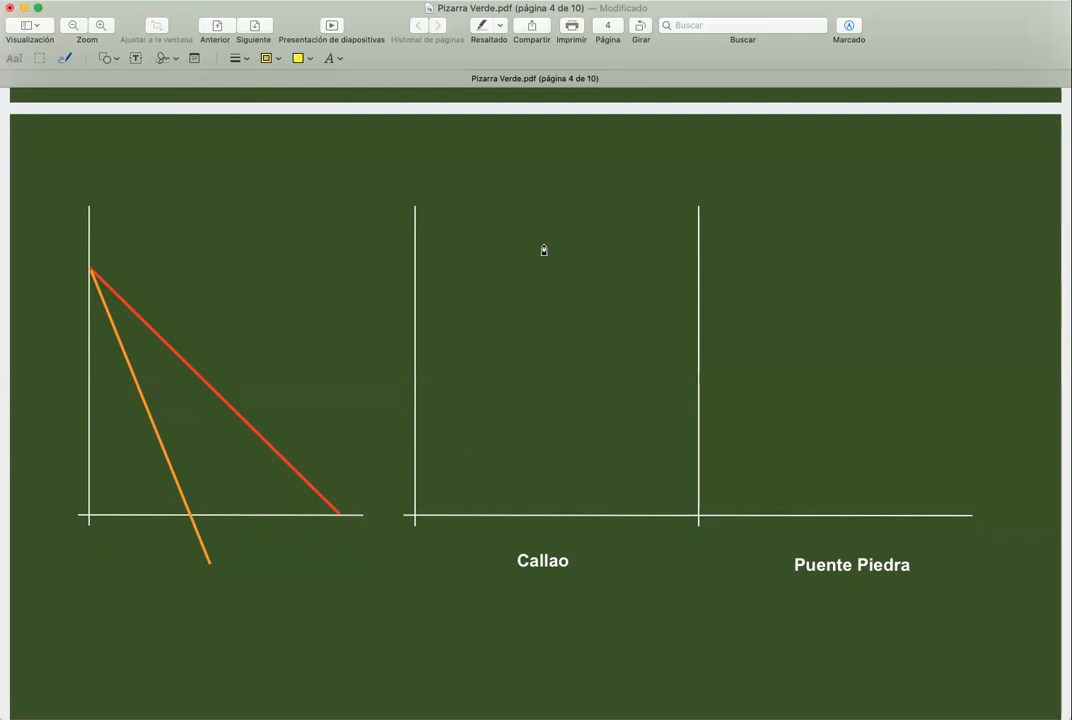 Pizarra Verde.pdf (página 4 de 10) — Modificado
4
Buscar
Visualización
Zoom
Ajustar a la ventana
Anterior
Siguiente
Presentación de diapositivas
Historiel de páginas
Resaltado
Compartir
Imprimir
Página
Girar
Buscar
Marcado
AaI
T
A
Pizarra Verde.pdf (página 4 de 10)
Callao
Puente Piedra